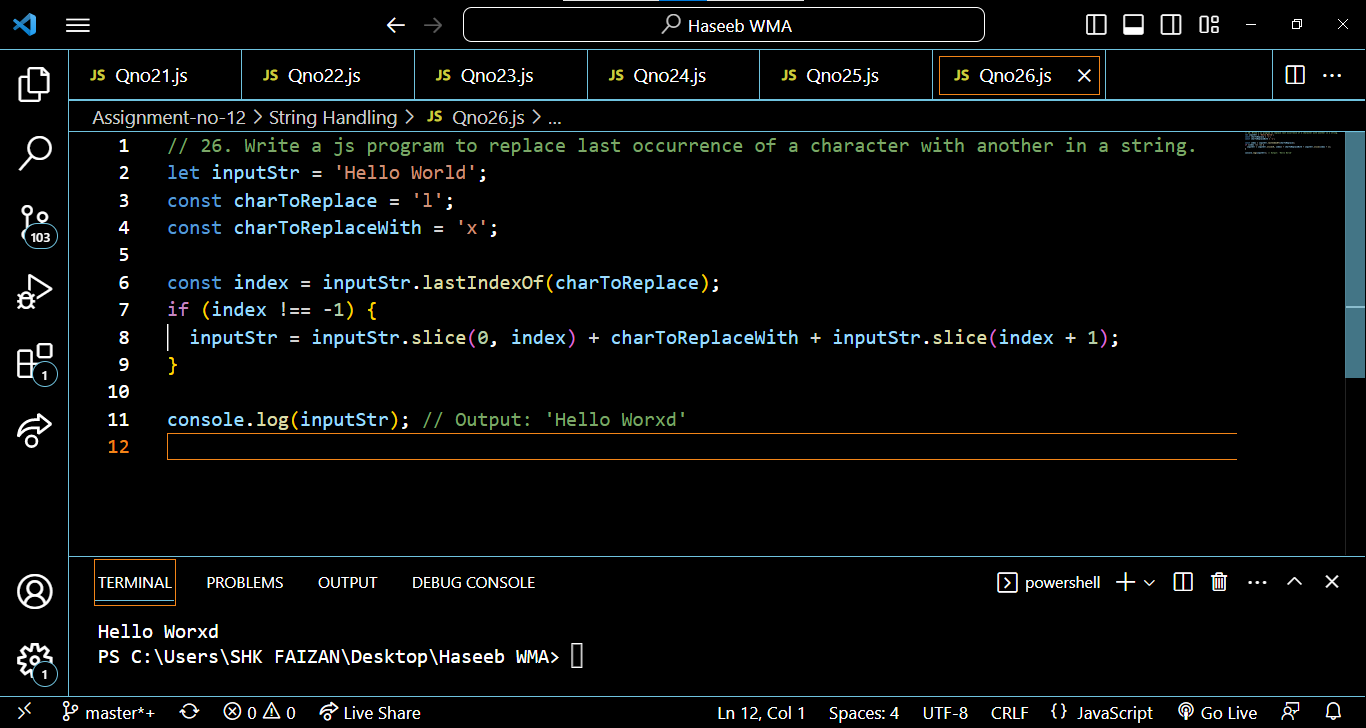 Haseeb WMA
JS Qno21.js JS Qno22.js JS Qno23.js JS Qno24.js JS Qno25.js JS Qno26.js
Assignment-no-12 > String Handling > JS Qno26.js > ...
1 // 26. Write a js program to replace last occurrence of a character with another in a string.
2 let inputStr = 'Hello World';
3 const charToReplace = 'l';
4 const charToReplaceWith = 'x';
5
6 const index = inputStr.lastIndexOf(charToReplace);
7 if (index !== -1) {
8 inputStr = inputStr.slice(0, index) + charToReplaceWith + inputStr.slice(index + 1);
9 }
10
11 console.log(inputStr); // Output: 'Hello Worxd'
12
103
1
1
TERMINAL PROBLEMS OUTPUT DEBUG CONSOLE powershell
Hello Worxd
PS C:\Users\SHK FAIZAN\Desktop\Haseeb WMA>
master*+ 0 0 Live Share Ln 12, Col 1 Spaces: 4 UTF-8 CRLF {} JavaScript Go Live